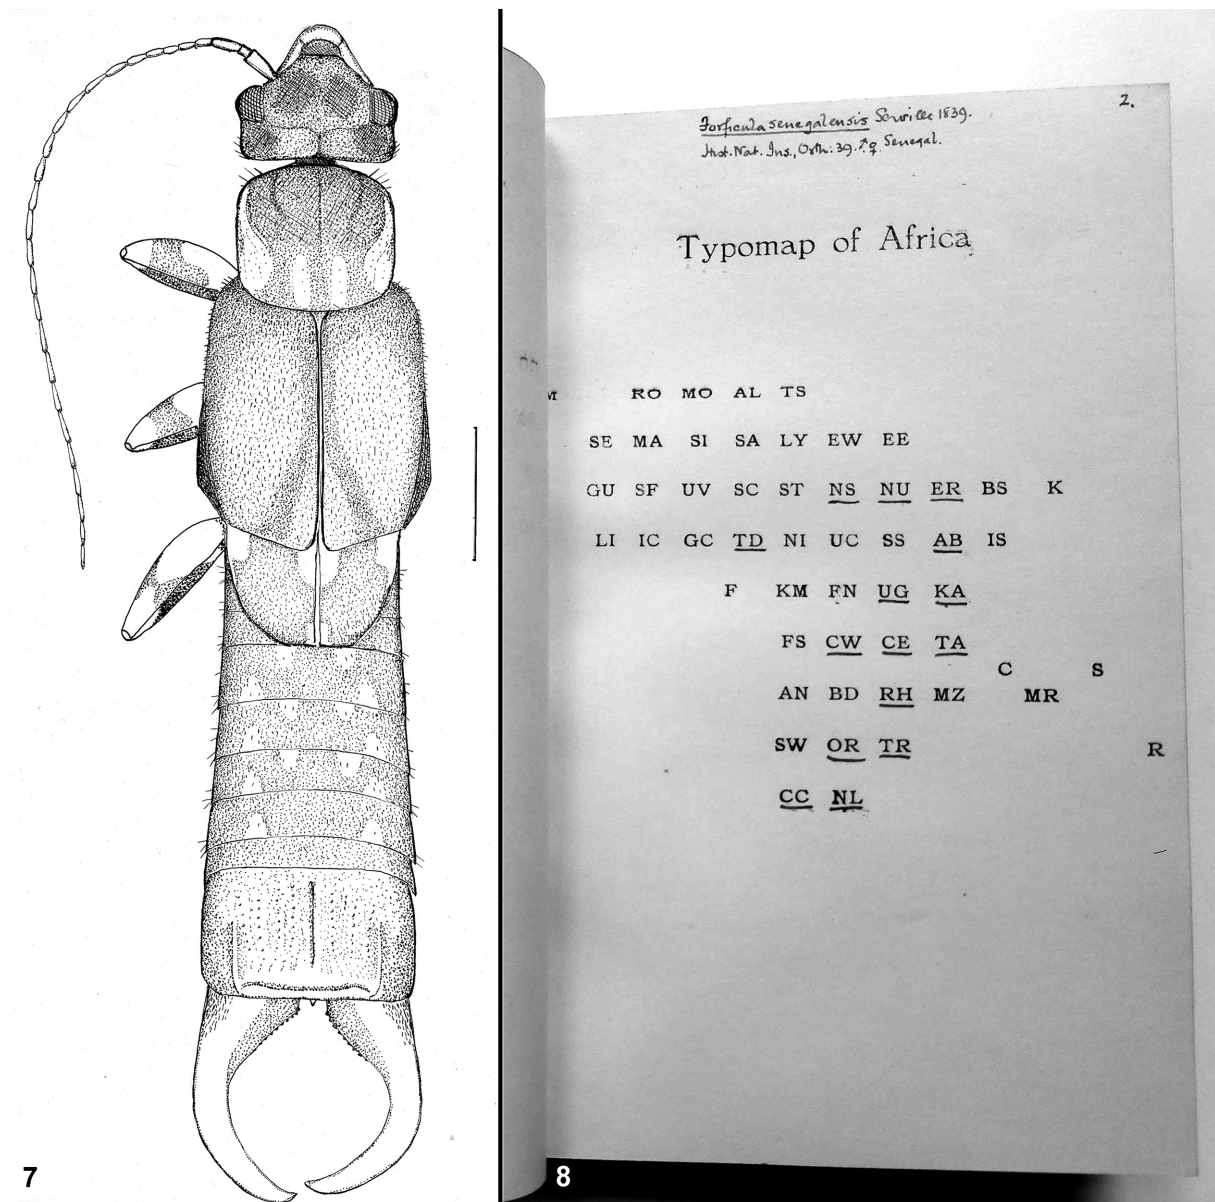 2.
Forficula senegalensis Serville 1839.
Hist. Nat. Ins., Orth: 39. ♂♀ Senegal.
Typomap of Africa
M RO MO AL TS
SE MA SI SA LY EW EE
GU SF UV SC ST NS NU ER BS K
LI IC GC TD NI UC SS AB IS
F KM FN UG KA
FS CW CE TA
C S
AN BD RH MZ MR
SW OR TR R
CC NL
7
8